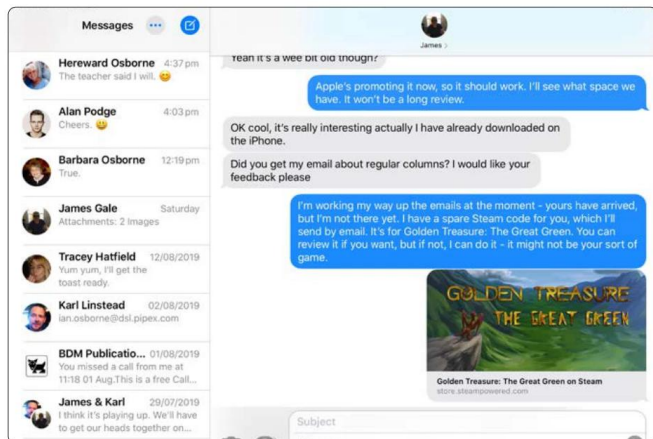 Messages
Hereward Osborne 4:37 pm
The teacher said I will. 😀
Alan Podge 4:03 pm
Cheers. 😀
Barbara Osborne 12:19 pm
True.
James Gale Saturday
Attachments: 2 Images
Tracey Hatfield 12/08/2019
Yum yum, I'll get the
toast ready.
Karl Linstead 02/08/2019
ian.osborne@dsl.pipex.com
BDM Publicatio... 01/08/2019
You missed a call from me at
11:18 01 Aug.This is a free Call...
James & Karl 29/07/2019
I think it's playing up. We'll have
to get our heads together on...
James
Yeah it's a wee bit old though?
Apple's promoting it now, so it should work. I'll see what space we
have. It won't be a long review.
OK cool, it's really interesting actually I have already downloaded on
the iPhone.
Did you get my email about regular columns? I would like your
feedback please
I'm working my way up the emails at the moment - yours have arrived,
but I'm not there yet. I have a spare Steam code for you, which I'll
send by email. It's for Golden Treasure: The Great Green. You can
review it if you want, but if not, I can do it - it might not be your sort of
game.
GOLDEN TREASURE
THE GREAT GREEN
Golden Treasure: The Great Green on Steam
store.steampowered.com
Subject